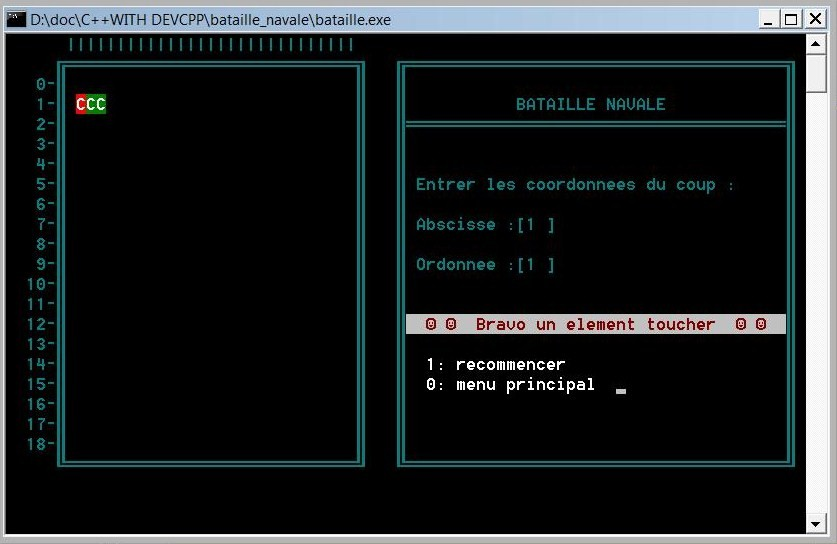 D:\doc\C++WITH DEVCPP\bataille_navale\bataille.exe
0-
1- CCC
2-
3-
4-
5-
6-
7-
8-
9-
10-
11-
12-
13-
14-
15-
16-
17-
18-
BATAILLE NAVALE
Entrer les coordonnees du coup :
Abscisse :[1 ]
Ordonnee :[1 ]
☺ ☺ Bravo un element toucher ☺ ☺
1: recommencer
0: menu principal _